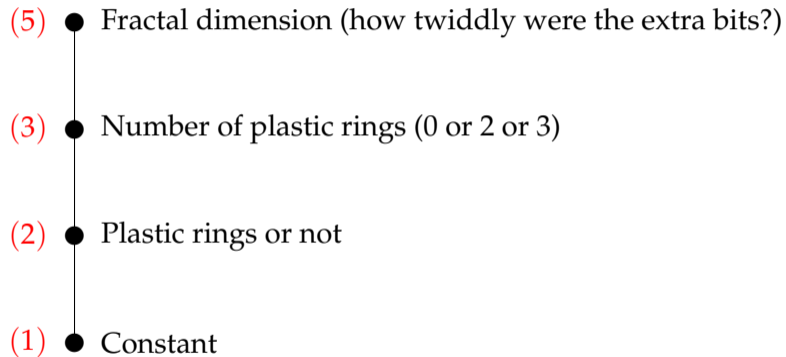 (5) Fractal dimension (how twiddly were the extra bits?)
(3) Number of plastic rings (0 or 2 or 3)
(2) Plastic rings or not
(1) Constant